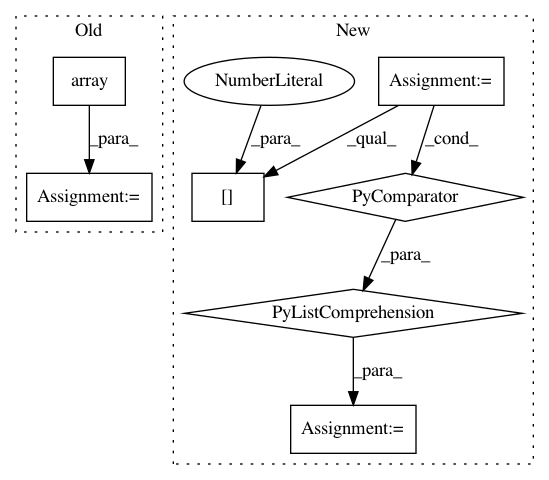 Old
New
array
NumberLiteral
Assignment:=
_para_
_para_
_qual_
_cond_
Assignment:=
[]
PyComparator
_para_
PyListComprehension
_para_
Assignment:=